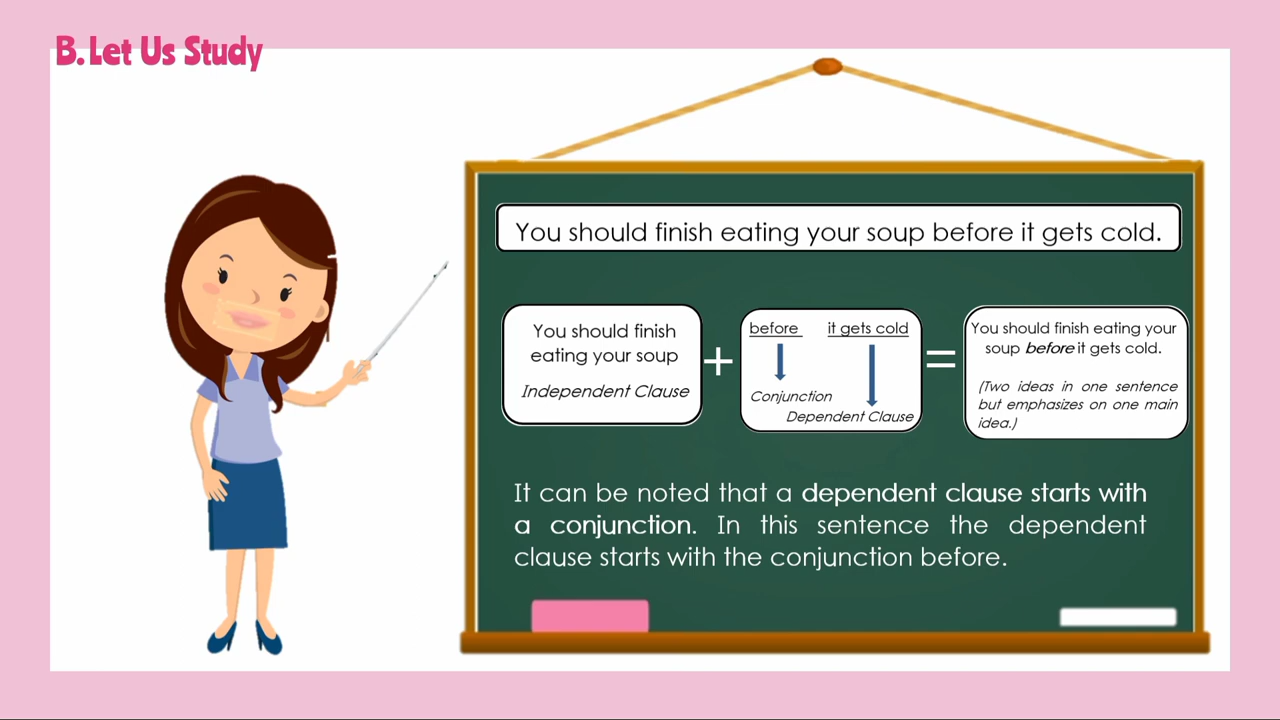 B. Let Us Study
You should finish eating your soup before it gets cold.
You should finish
eating your soup
Independent Clause
+
before it gets cold
Conjunction
Dependent Clause
=
You should finish eating your
soup before it gets cold.
(Two ideas in one sentence
but emphasizes on one main
idea.)
It can be noted that a dependent clause starts with
a conjunction. In this sentence the dependent
clause starts with the conjunction before.